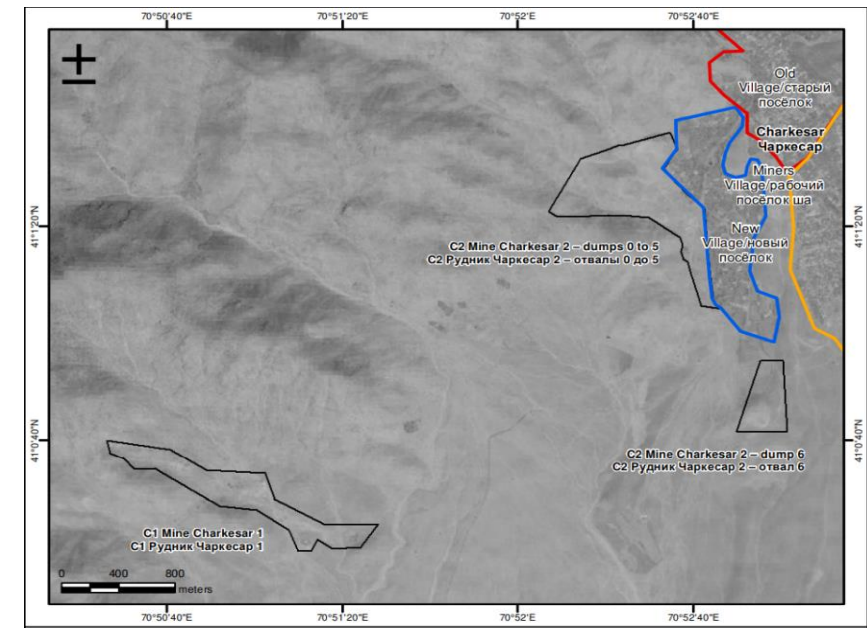 70°50'40"E 70°51'20"E 70°52'E 70°52'40"E
Old
Village/старый
посёлок
Charkesar
Чаркесар
Miners
Village/рабочий
посёлок ша
New
Village/новый
посёлок
41°1'20"N 41°1'20"N
C2 Mine Charkesar 2 – dumps 0 to 5
C2 Рудник Чаркесар 2 – отвалы 0 до 5
41°0'40"N 41°0'40"N
C2 Mine Charkesar 2 – dump 6
C2 Рудник Чаркесар 2 – отвал 6
C1 Mine Charkesar 1
C1 Рудник Чаркесар 1
0 400 800
meters
70°50'40"E 70°51'20"E 70°52'E 70°52'40"E